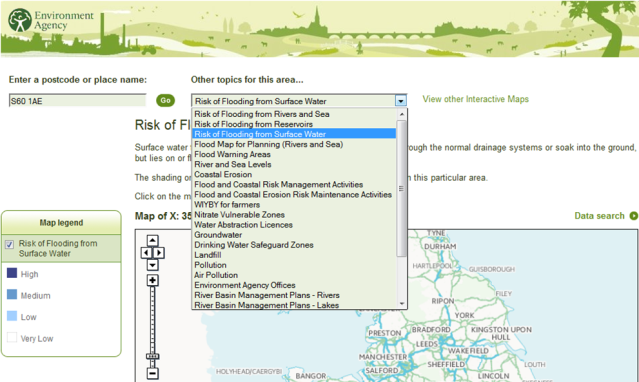 Environment
Agency
Enter a postcode or place name:
Other topics for this area...
S60 1AE
Go
Risk of Flooding from Surface Water
View other Interactive Maps
Risk of Flooding from Rivers and Sea
Risk of Flooding from Reservoirs
Risk of Flooding from Surface Water
Flood Map for Planning (Rivers and Sea)
Flood Warning Areas
River and Sea Levels
Coastal Erosion
Flood and Coastal Risk Management Activities
Flood and Coastal Erosion Risk Maintenance Activities
WIYBY for farmers
Nitrate Vulnerable Zones
Water Abstraction Licences
Groundwater
Drinking Water Safeguard Zones
Landfill
Pollution
Air Pollution
Environment Agency Offices
River Basin Management Plans - Rivers
River Basin Management Plans - Lakes
Risk of Fl
Surface water
rough the normal drainage systems or soak into the ground,
but lies on or f
The shading or
n this particular area.
Click on the m
Map of X: 35
Data search
Map legend
Risk of Flooding from
Surface Water
High
Medium
Low
Very Low
TYNE
DURHAM
HARTLEPOOL
GUISBOROUGH
FILEY
RIPON
YORK
PRESTON
BRADFORD
KINGSTON UPON
HULL
LEEDS
WAKEFIELD
MANCHESTER
SALFORD
SHEFFIELD
LOUTH
HOLYHEAD/CAERGYBI
BANGOR
LINCOLN